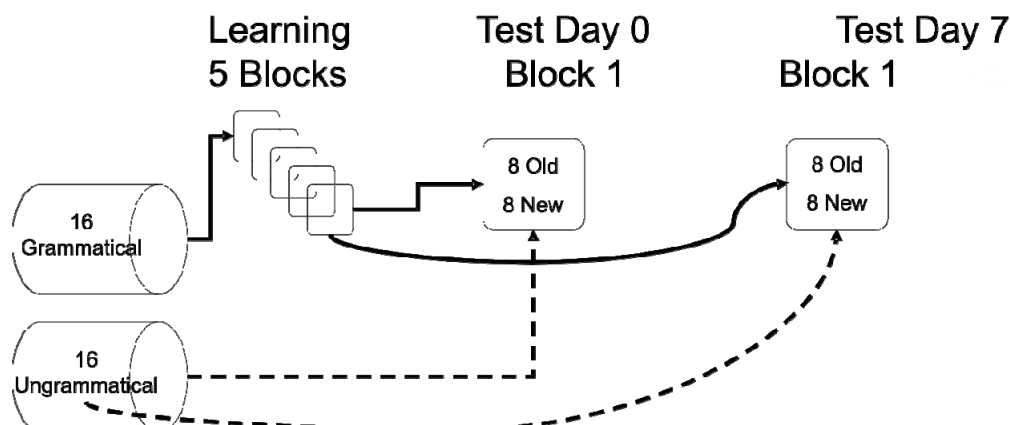 Learning
5 Blocks
Test Day 0
Block 1
Test Day 7
Block 1
8 Old
8 New
8 Old
8 New
16
Grammatical
16
Ungrammatical